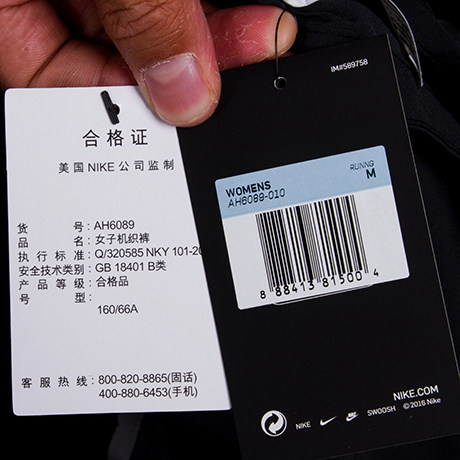 合格证
美国NIKE公司监制
货号:AH6089
品名:女子机织裤
执行标准:Q/320585 NKY 101-20
安全技术类别:GB 18401 B类
产品等级:合格品
号型:
160/66A
客服热线:800-820-8865(固话)
400-880-6453(手机)
IM#589758
RUNNG
WOMENS M
AH6089-010
8 88413 81500 4
NIKE.COM
NIKE SWOOSH © 2016 Nike